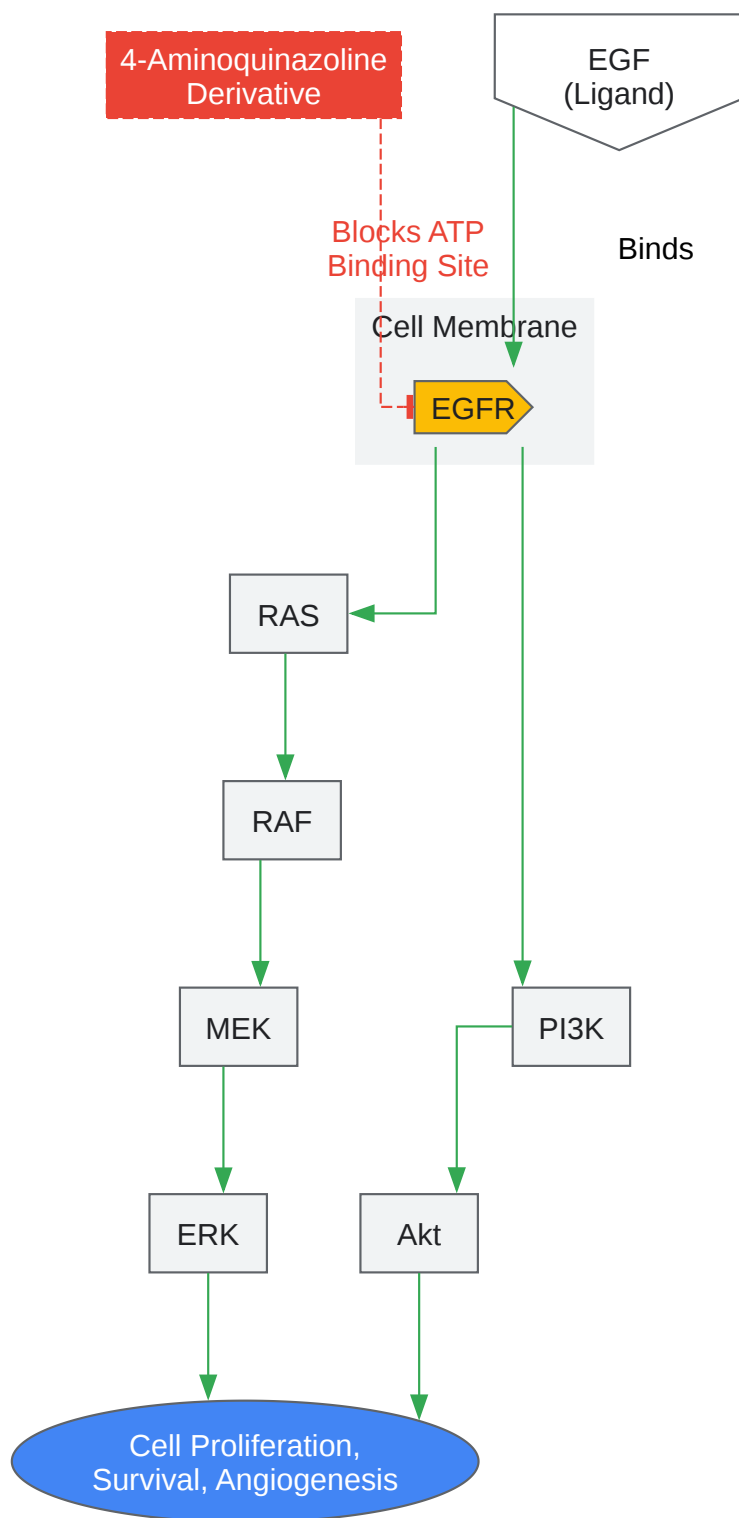 4-Aminoquinazoline
Derivative
EGF
(Ligand)
Blocks ATP
Binding Site
Binds
Cell Membrane
EGFR
RAS
RAF
MEK
PI3K
ERK
Akt
Cell Proliferation,
Survival, Angiogenesis